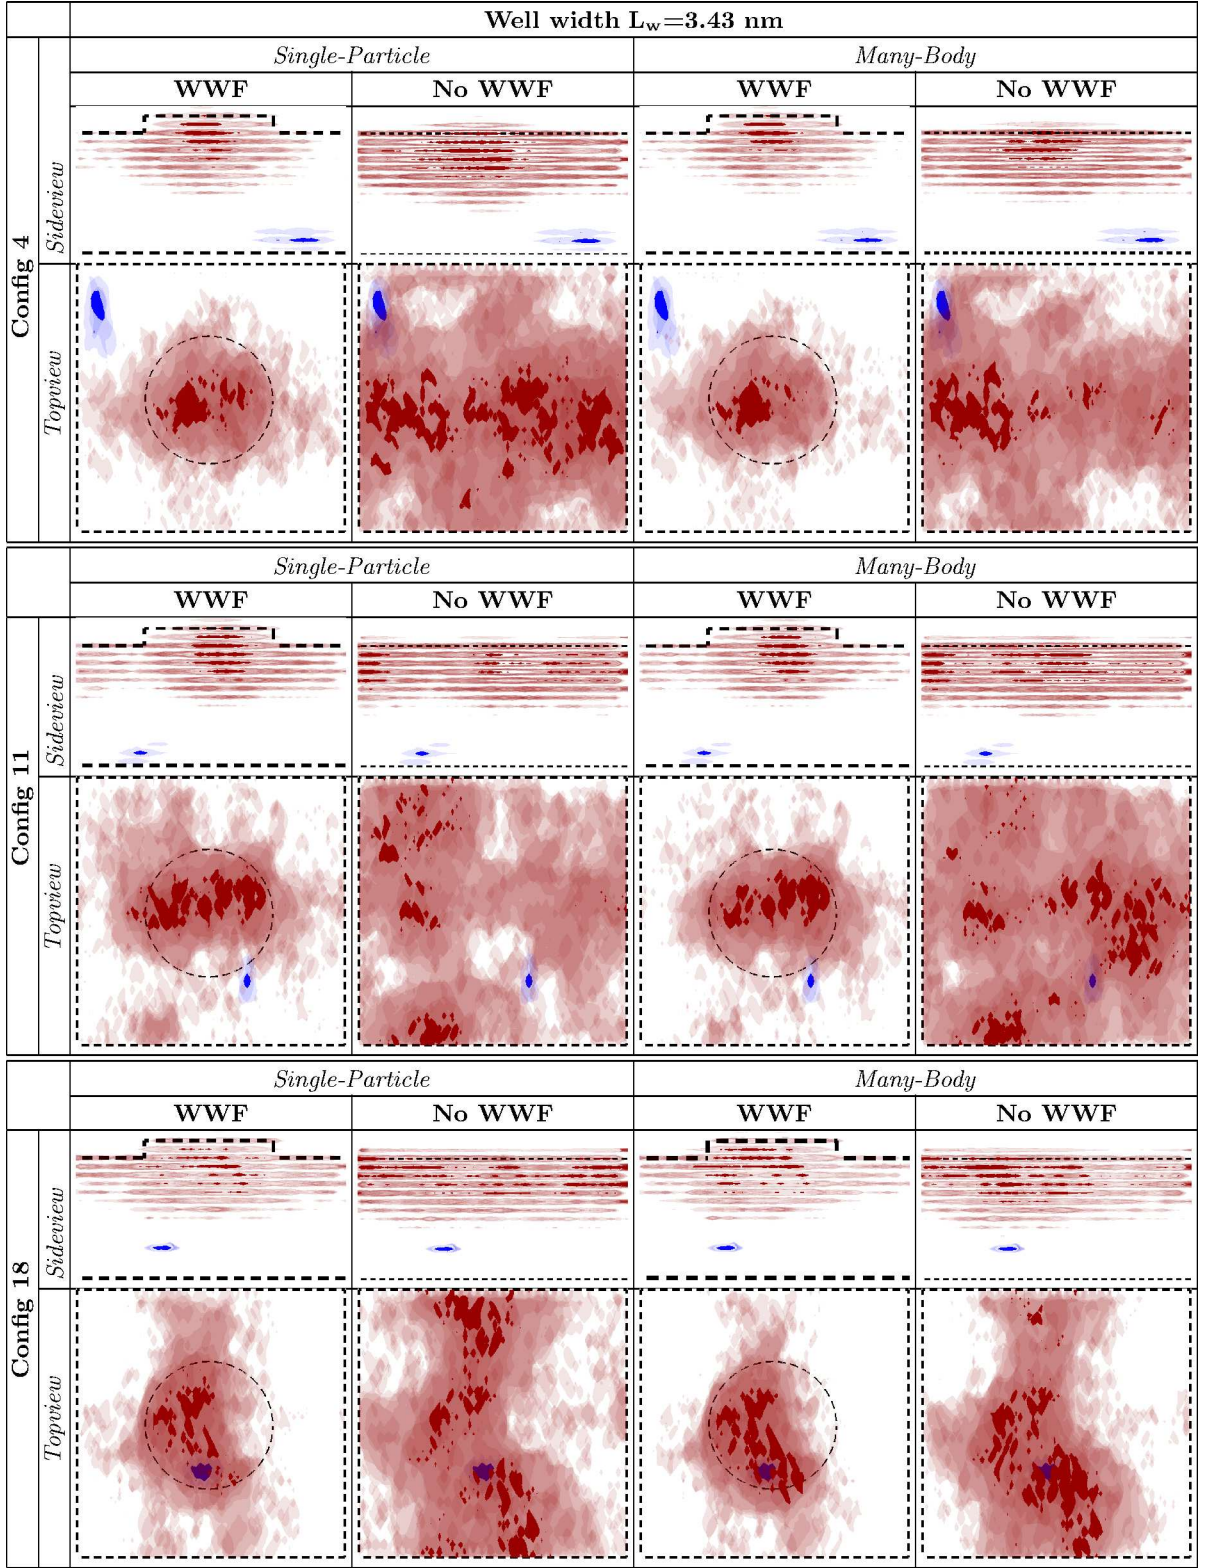 Well width Lw=3.43 nm
Single-Particle Many-Body
WWF No WWF WWF No WWF
Config 4
Sideview
Topview
Single-Particle Many-Body
WWF No WWF WWF No WWF
Config 11
Sideview
Topview
Single-Particle Many-Body
WWF No WWF WWF No WWF
Config 18
Sideview
Topview